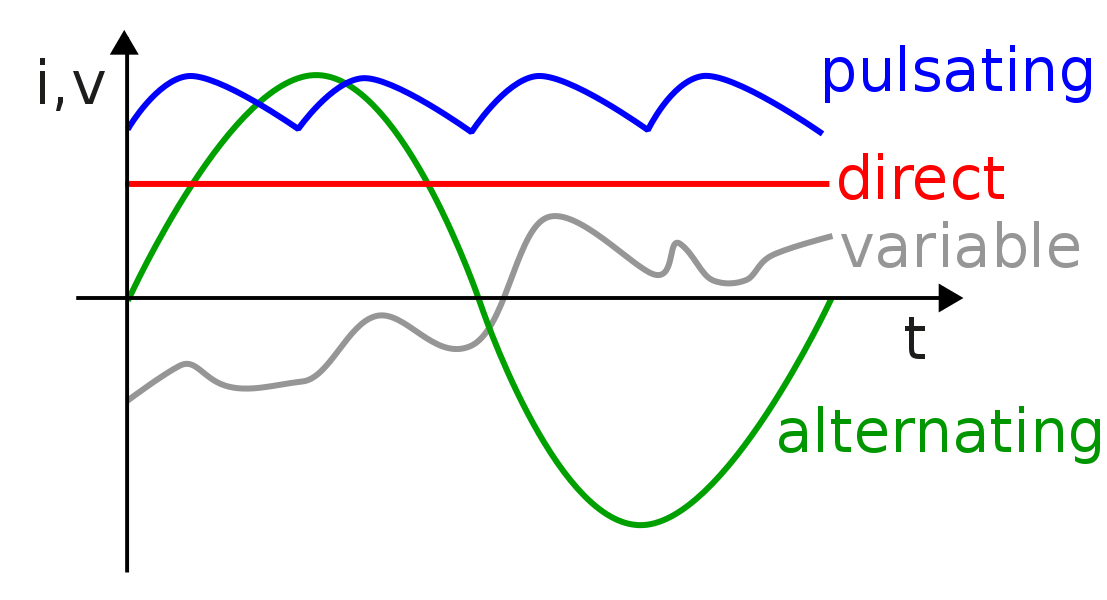 i,v
pulsating
direct
variable
t
alternating